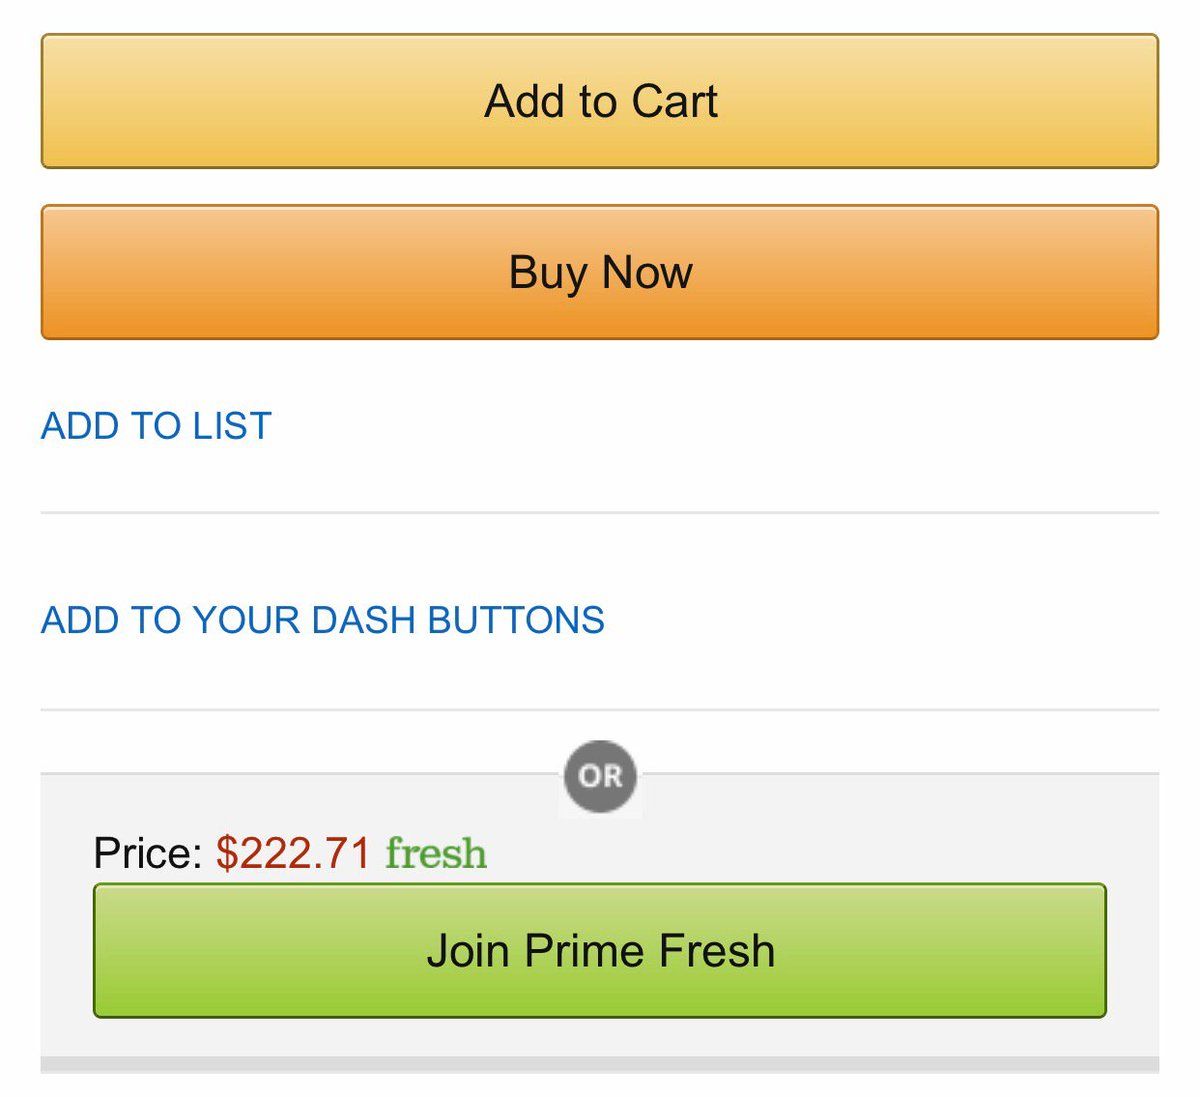 Add to Cart
Buy Now
ADD TO LIST
ADD TO YOUR DASH BUTTONS
OR
Price: $222.71 fresh
Join Prime Fresh